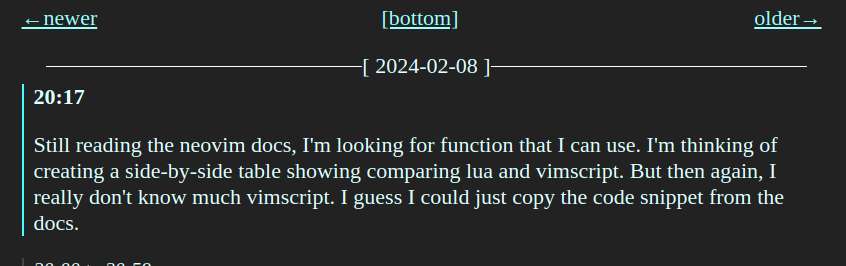 ←newer [bottom] older→
[ 2024-02-08 ]
20:17
Still reading the neovim docs, I'm looking for function that I can use. I'm thinking of
creating a side-by-side table showing comparing lua and vimscript. But then again, I
really don't know much vimscript. I guess I could just copy the code snippet from the
docs.